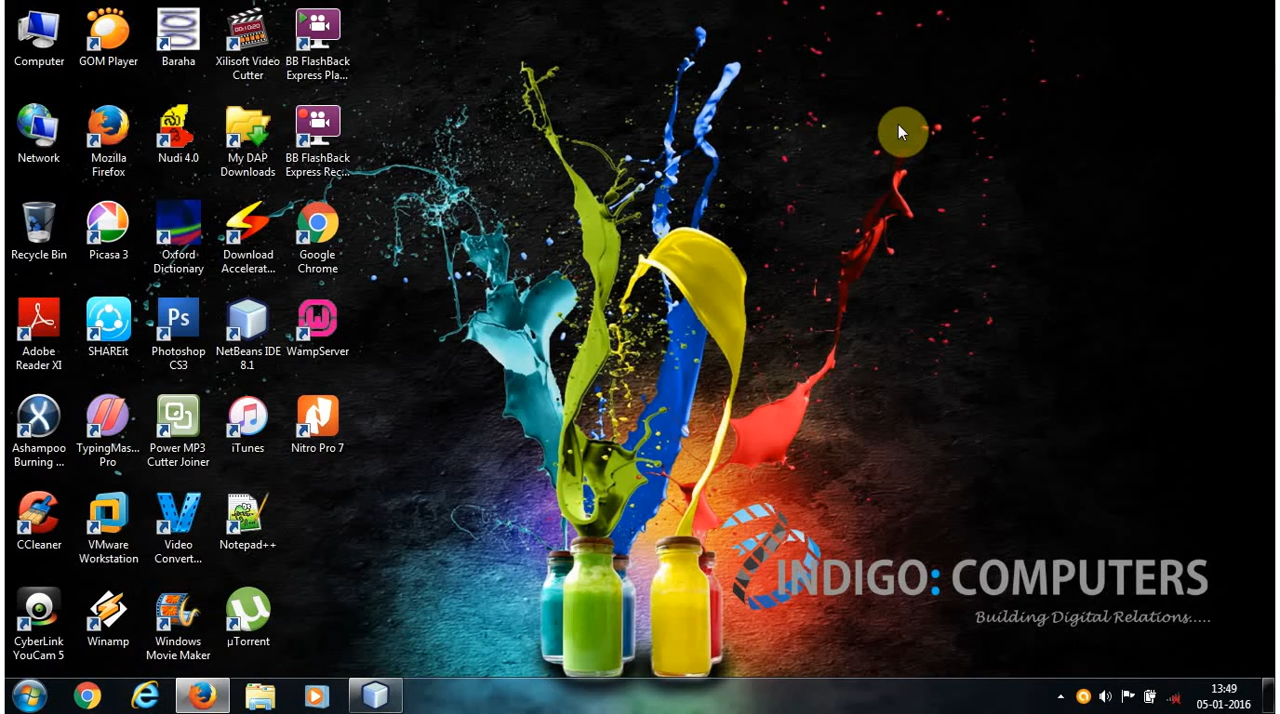 Computer
GOM Player
Baraha
Xilisoft Video
Cutter
BB FlashBack
Express Pla...
Network
Mozilla
Firefox
ನುಡಿ
Nudi 4.0
My DAP
Downloads
BB FlashBack
Express Rec...
Recycle Bin
Picasa 3
Oxford
Dictionary
Download
Accelerat...
Google
Chrome
Adobe
Reader XI
SHAREit
Ps
Photoshop
CS3
NetBeans IDE
8.1
WampServer
Ashampoo
Burning ...
TypingMas...
Pro
Power MP3
Cutter Joiner
iTunes
Nitro Pro 7
CCleaner
VMware
Workstation
Video
Convert...
Notepad++
CyberLink
YouCam 5
Winamp
Windows
Movie Maker
µTorrent
INDIGO: COMPUTERS
Building Digital Relations.....
13:49
05-01-2016